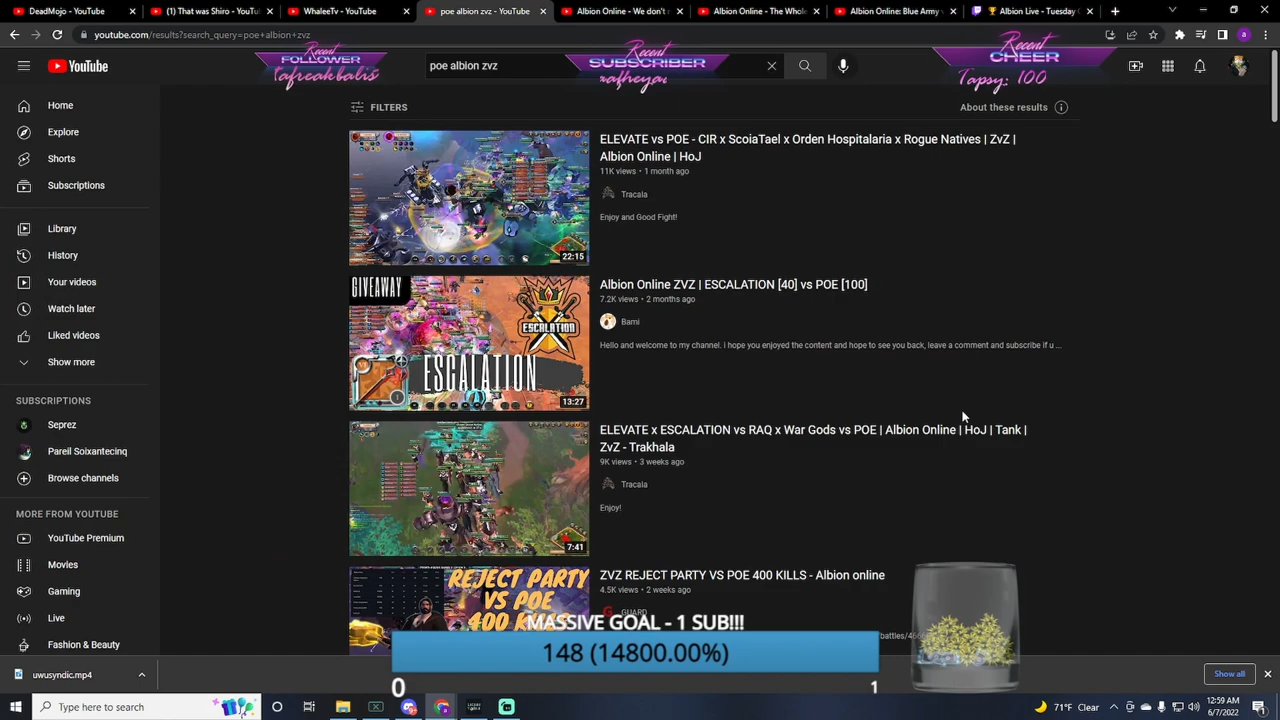 DeadMojo - YouTube
(1) That was Shiro - YouTube
WhaleeTv - YouTube
poe albion zvz - YouTube
Albion Online - We don't
Albion Online - The Whole
Albion Online: Blue Army v
Albion Live - Tuesday
youtube.com/results?search_query=poe+albion+zvz
Recent
FOLLOWER
Recent
SUBSCRIBER
Recent
CHEER
Tapsy: 100
YouTube
poe albion zvz
FILTERS
About these results
Home
Explore
Shorts
Subscriptions
Library
History
Your videos
Watch later
Liked videos
Show more
SUBSCRIPTIONS
Seprez
Pareil Soixantecinq
Browse channels
MORE FROM YOUTUBE
YouTube Premium
Movies
Gaming
Live
Fashion & Beauty
ELEVATE vs POE - CIR x ScoiaTael x Orden Hospitalaria x Rogue Natives | ZvZ |
Albion Online | HoJ
11K views • 1 month ago
Tracala
Enjoy and Good Fight!
22:15
GIVEAWAY
ESCALATION
ESCALATION
13:27
Albion Online ZVZ | ESCALATION [40] vs POE [100]
7.2K views • 2 months ago
Bami
Hello and welcome to my channel. i hope you enjoyed the content and hope to see you back, leave a comment and subscribe if u ...
ELEVATE x ESCALATION vs RAQ x War Gods vs POE | Albion Online | HoJ | Tank |
ZvZ - Trakhala
9K views • 3 weeks ago
Tracala
Enjoy!
7:41
REJECT PARTY
VS POE
400 KILLS
ZVZ REJECT PARTY VS POE 400 KILLS - Albion online
4.5K views • 2 weeks ago
GUARD
MASSIVE GOAL - 1 SUB!!!
148 (14800.00%)
0
1
uwusyndic.mp4
Show all
Type here to search
71°F Clear
12:59 AM
6/7/2022